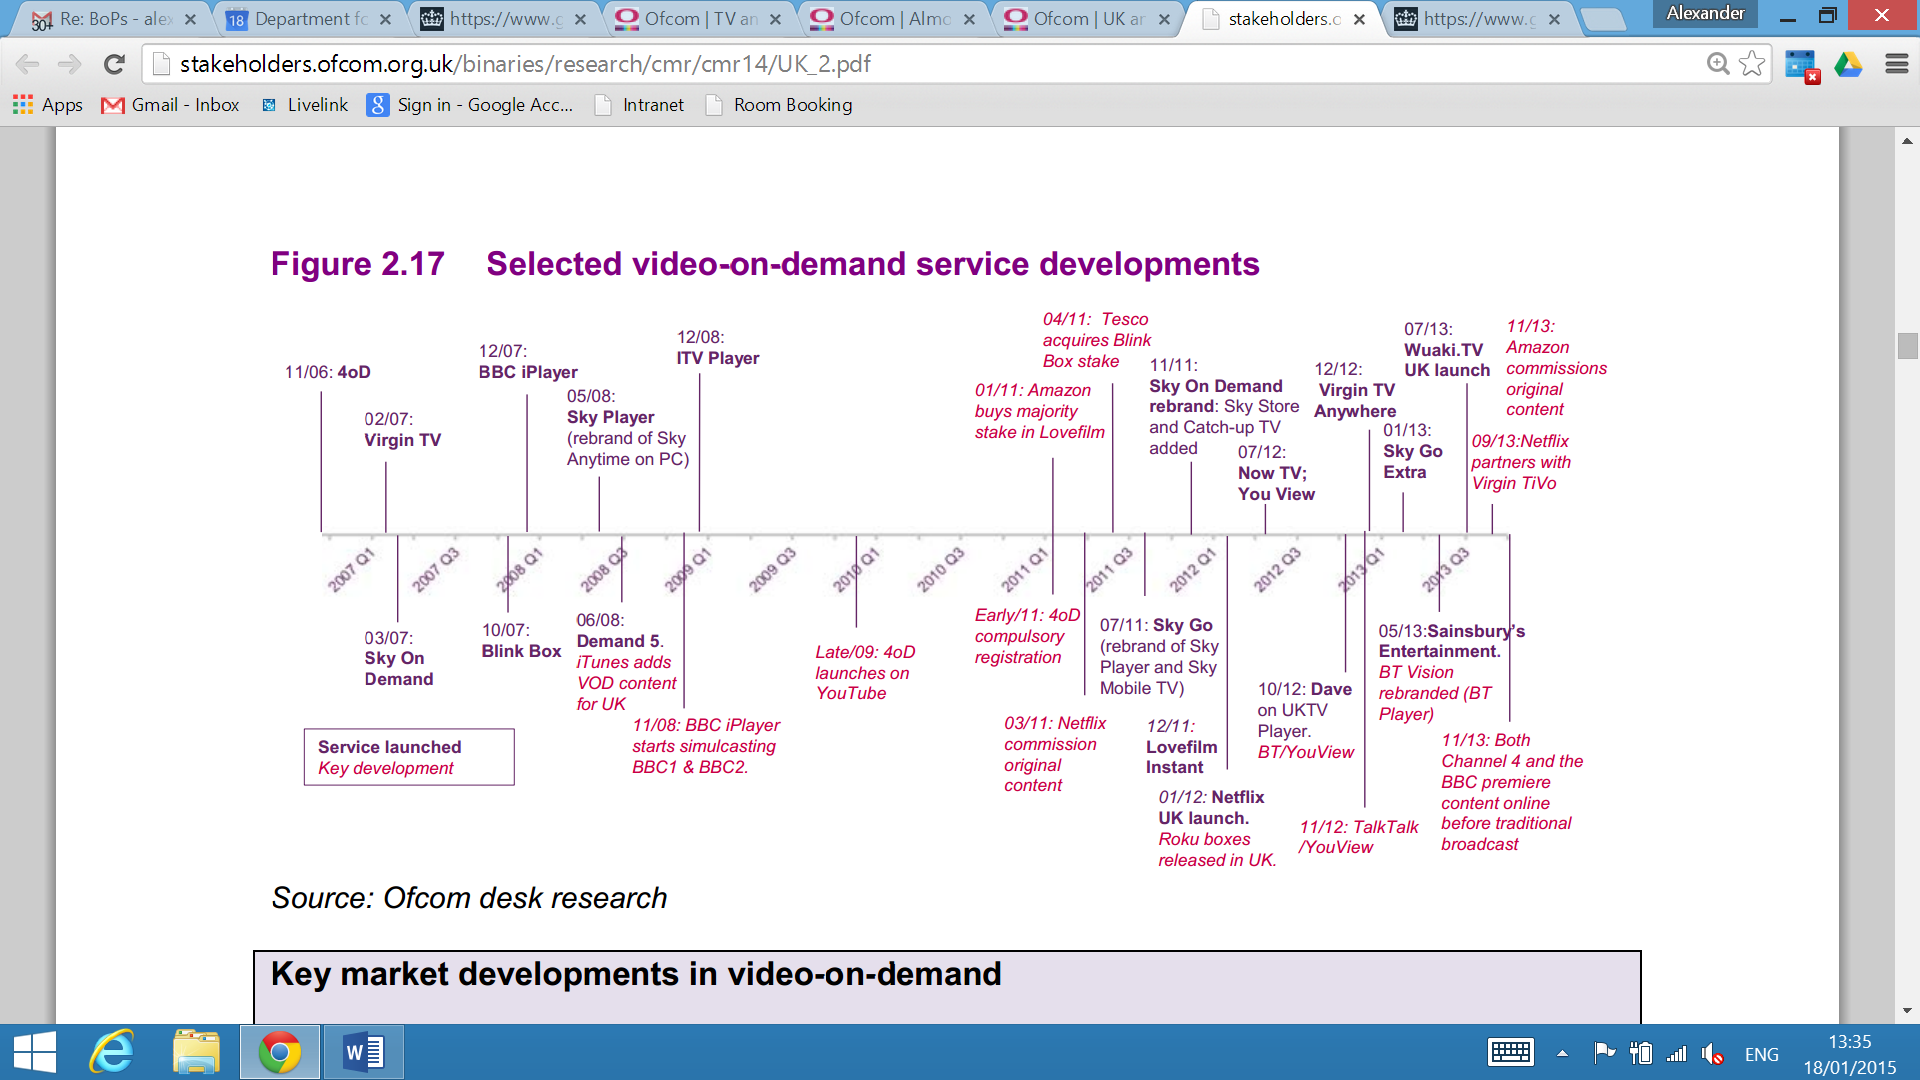 Re: BoPs - alex
Department fo
https://www.g
Ofcom | TV an
Ofcom | Almo
Ofcom | UK an
stakeholders.o
https://www.g
Alexander
stakeholders.ofcom.org.uk/binaries/research/cmr/cmr14/UK_2.pdf
Apps
Gmail - Inbox
Livelink
Sign in - Google Acc...
Intranet
Room Booking
Figure 2.17 Selected video-on-demand service developments
11/06: 4oD
02/07:
Virgin TV
12/07:
BBC iPlayer
05/08:
Sky Player
(rebrand of Sky
Anytime on PC)
12/08:
ITV Player
01/11: Amazon
buys majority
stake in Lovefilm
04/11: Tesco
acquires Blink
Box stake
11/11:
Sky On Demand
rebrand: Sky Store
and Catch-up TV
added
07/12:
Now TV;
You View
12/12:
Virgin TV
Anywhere
01/13:
Sky Go
Extra
07/13:
Wuaki.TV
UK launch
09/13:Netflix
partners with
Virgin TiVo
11/13:
Amazon
commissions
original
content
2007 Q1
2007 Q3
2008 Q1
2008 Q3
2009 Q1
2009 Q3
2010 Q1
2010 Q3
2011 Q1
2011 Q3
2012 Q1
2012 Q3
2013 Q1
2013 Q3
03/07:
Sky On
Demand
10/07:
Blink Box
06/08:
Demand 5.
iTunes adds
VOD content
for UK
11/08: BBC iPlayer
starts simulcasting
BBC1 & BBC2.
Late/09: 4oD
launches on
YouTube
Early/11: 4oD
compulsory
registration
03/11: Netflix
commission
original
content
07/11: Sky Go
(rebrand of Sky
Player and Sky
Mobile TV)
12/11:
Lovefilm
Instant
01/12: Netflix
UK launch.
Roku boxes
released in UK.
10/12: Dave
on UKTV
Player.
BT/YouView
11/12: TalkTalk
/YouView
05/13:Sainsbury's
Entertainment.
BT Vision
rebranded (BT
Player)
11/13: Both
Channel 4 and the
BBC premiere
content online
before traditional
broadcast
Service launched
Key development
Source: Ofcom desk research
Key market developments in video-on-demand
ENG
13:35
18/01/2015